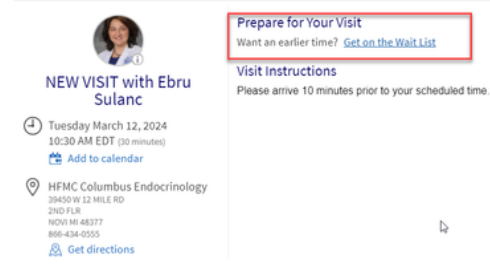 NEW VISIT with Ebru
Sulanc
Tuesday March 12, 2024
10:30 AM EDT (30 minutes)
Add to calendar
HFMC Columbus Endocrinology
39450 W 12 MILE RD
2ND FLR
NOVI MI 48377
866-434-0555
Get directions
Prepare for Your Visit
Want an earlier time? Get on the Wait List
Visit Instructions
Please arrive 10 minutes prior to your scheduled time.